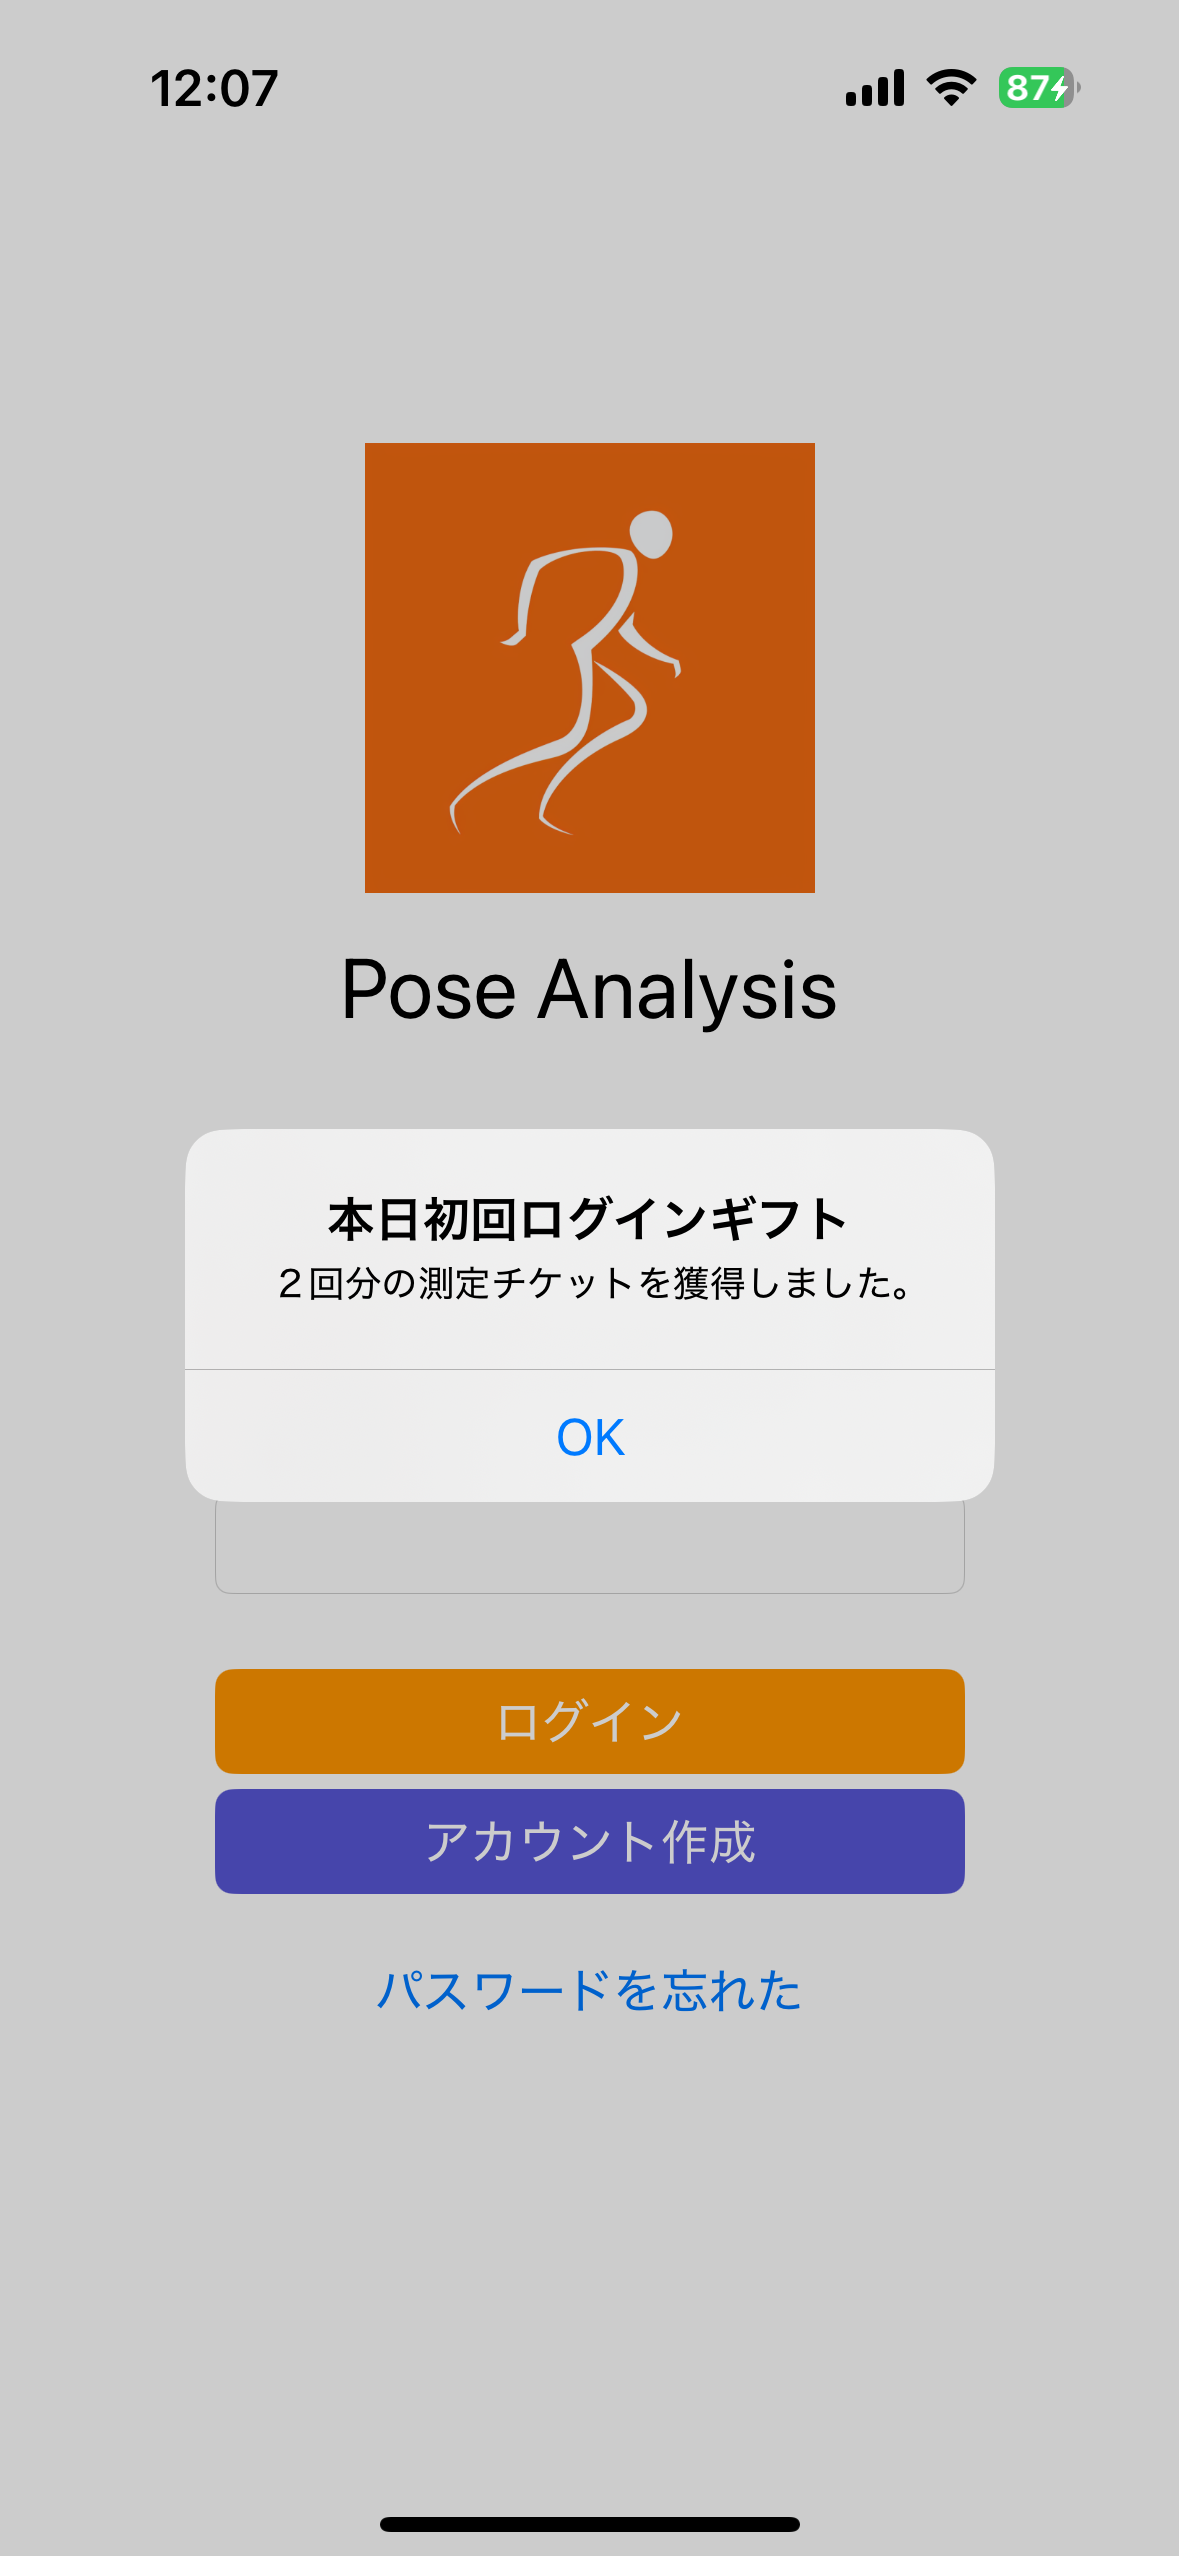 12:07
87
Pose Analysis
本日初回ログインギフト
２回分の測定チケットを獲得しました。
OK
ログイン
アカウント作成
パスワードを忘れた